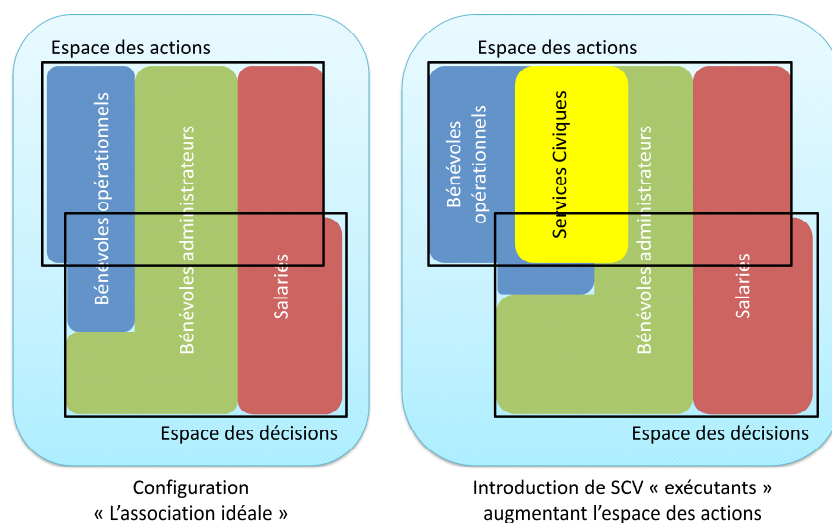 Espace des actions
Bénévoles opérationnels
Bénévoles administrateurs
Salariés
Espace des décisions
Configuration
« L’association idéale »
Espace des actions
Bénévoles
opérationnels
Services Civiques
Bénévoles administrateurs
Salariés
Espace des décisions
Introduction de SCV « exécutants »
augmentant l’espace des actions